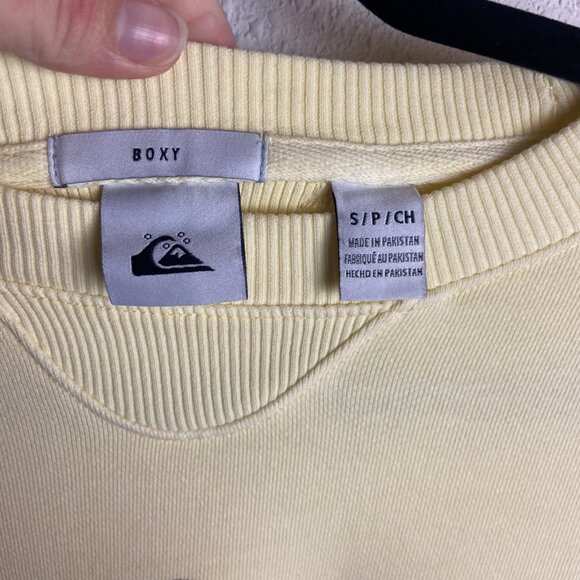 BOXY
S/P/CH
MADE IN PAKISTAN
FABRIQUÉ AU PAKISTAN
HECHO EN PAKISTAN